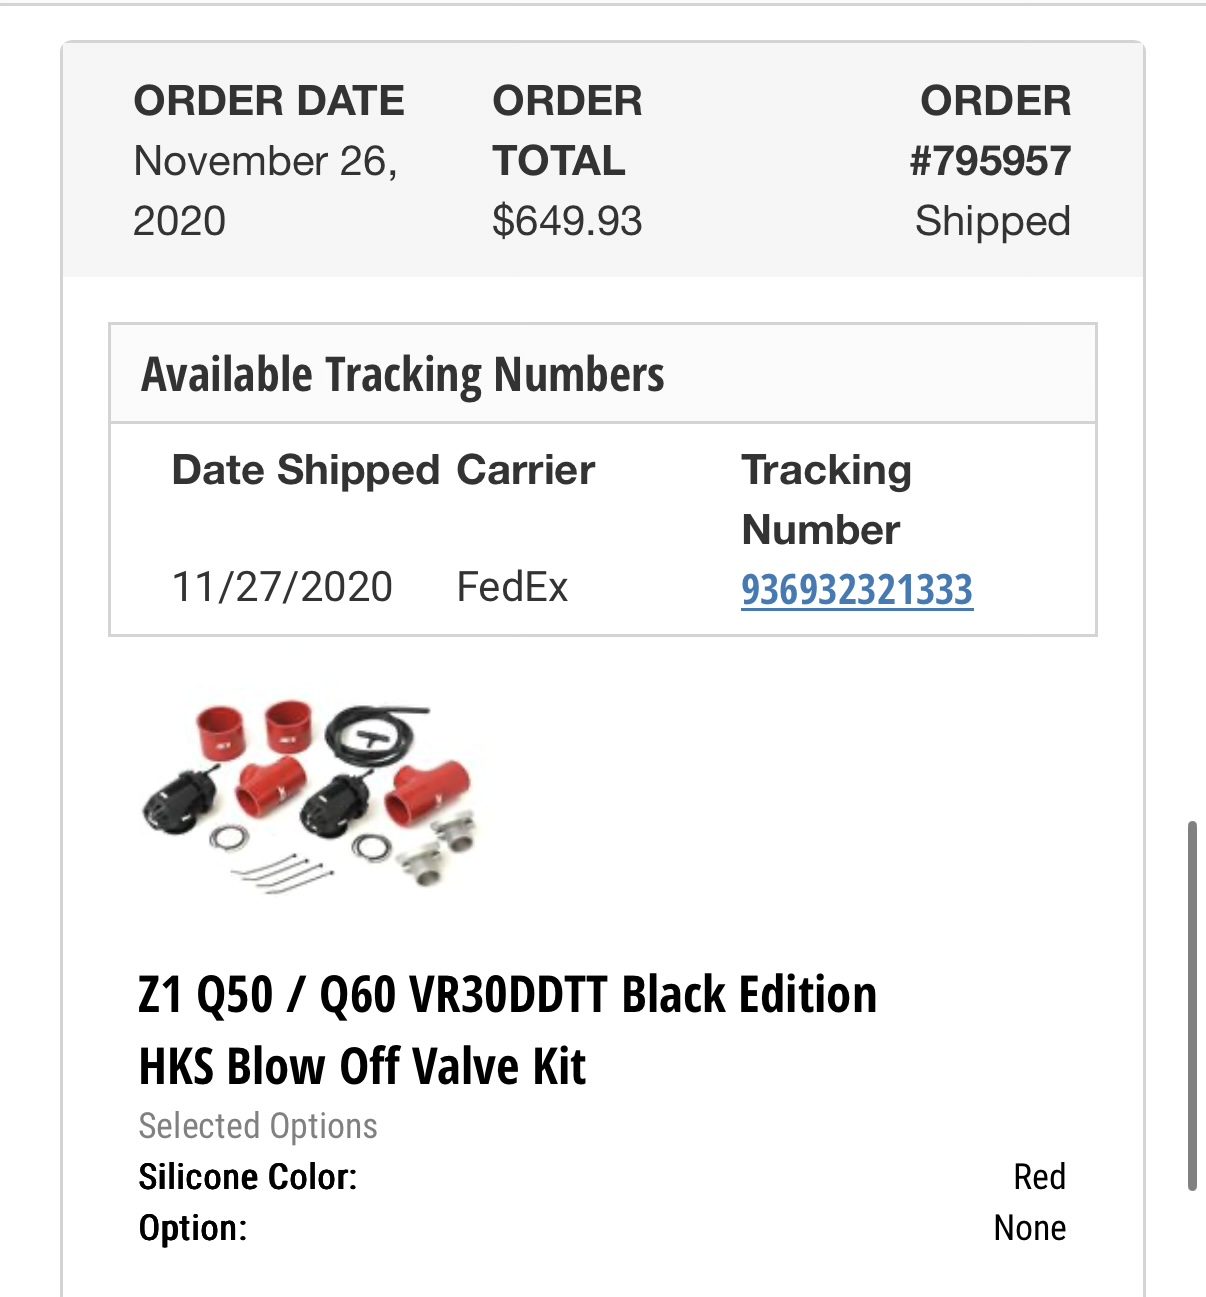 ORDER DATE
November 26,
2020
ORDER
TOTAL
$649.93
ORDER
#795957
Shipped
Available Tracking Numbers
Date Shipped Carrier Tracking
Number
11/27/2020 FedEx 936932321333
Z1 Q50 / Q60 VR30DDTT Black Edition
HKS Blow Off Valve Kit
Selected Options
Silicone Color: Red
Option: None